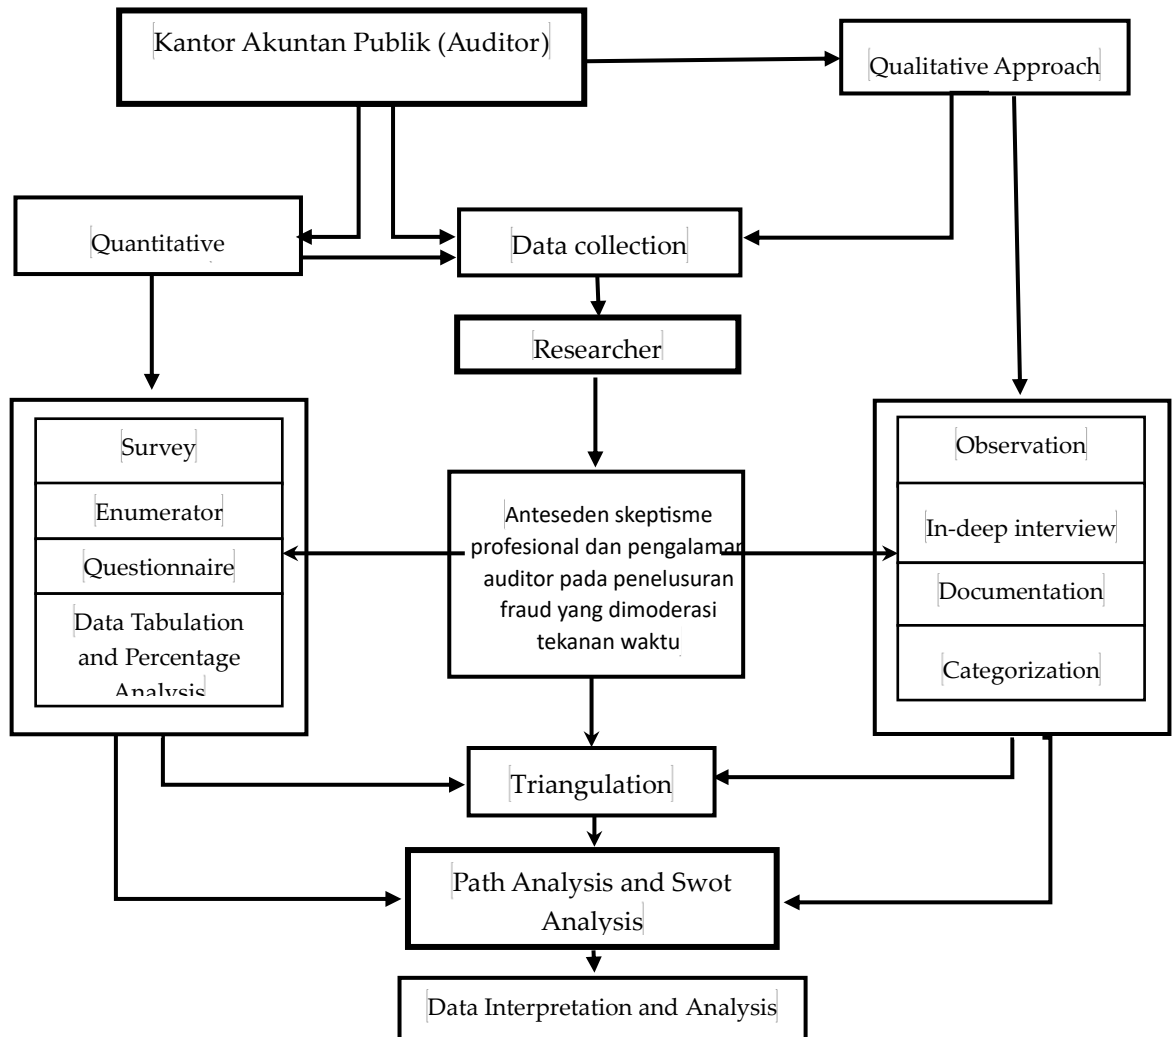 Kantor Akuntan Publik (Auditor)
Qualitative Approach
Quantitative
Data collection
Researcher
Survey
Enumerator
Questionnaire
Data Tabulation
and Percentage
Analysis
Anteseden skeptisme
profesional dan pengalaman
auditor pada penelusuran
fraud yang dimoderasi
tekanan waktu
Observation
In-deep interview
Documentation
Categorization
Triangulation
Path Analysis and Swot
Analysis
Data Interpretation and Analysis